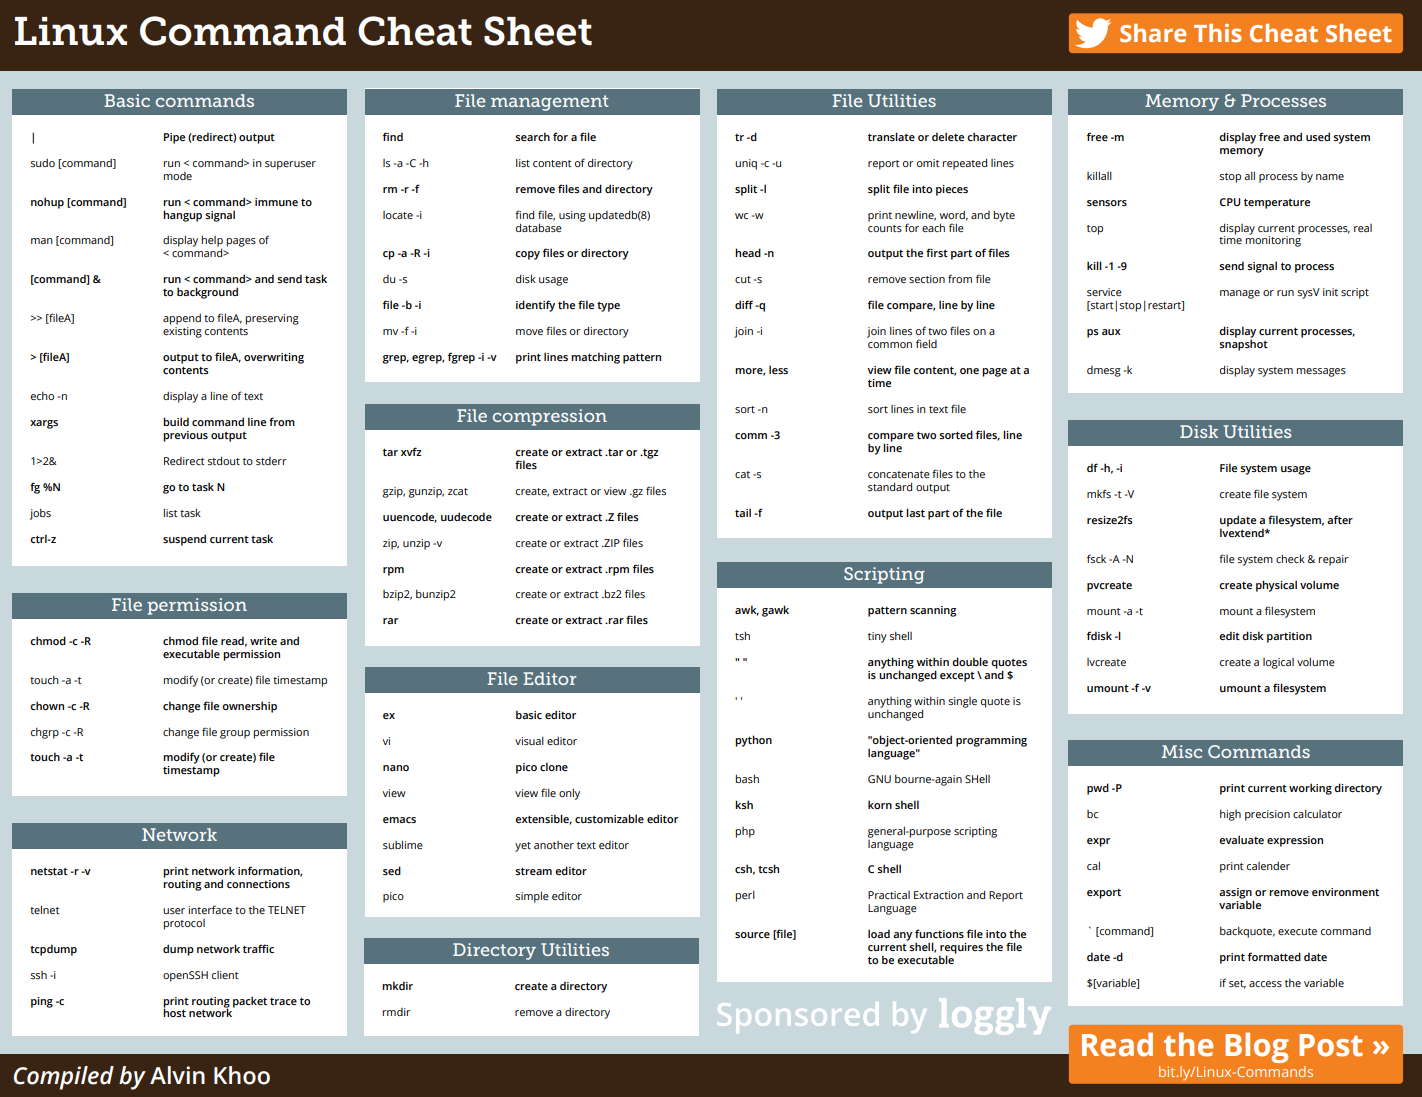 Linux Command Cheat Sheet
Share This Cheat Sheet
Basic commands
| Pipe (redirect) output
sudo [command] run < command> in superuser
mode
nohup [command] run < command> immune to
hangup signal
man [command] display help pages of
< command>
[command] & run < command> and send task
to background
>> [fileA] append to fileA, preserving
existing contents
> [fileA] output to fileA, overwriting
contents
echo -n display a line of text
xargs build command line from
previous output
1>2& Redirect stdout to stderr
fg %N go to task N
jobs list task
ctrl-z suspend current task
File permission
chmod -c -R chmod file read, write and
executable permission
touch -a -t modify (or create) file timestamp
chown -c -R change file ownership
chgrp -c -R change file group permission
touch -a -t modify (or create) file
timestamp
Network
netstat -r -v print network information,
routing and connections
telnet user interface to the TELNET
protocol
tcpdump dump network traffic
ssh -i openSSH client
ping -c print routing packet trace to
host network
File management
find search for a file
ls -a -C -h list content of directory
rm -r -f remove files and directory
locate -i find file, using updatedb(8)
database
cp -a -R -i copy files or directory
du -s disk usage
file -b -i identify the file type
mv -f -i move files or directory
grep, egrep, fgrep -i -v print lines matching pattern
File compression
tar xvfz create or extract .tar or .tgz
files
gzip, gunzip, zcat create, extract or view .gz files
uuencode, uudecode create or extract .Z files
zip, unzip -v create or extract .ZIP files
rpm create or extract .rpm files
bzip2, bunzip2 create or extract .bz2 files
rar create or extract .rar files
File Editor
ex basic editor
vi visual editor
nano pico clone
view view file only
emacs extensible, customizable editor
sublime yet another text editor
sed stream editor
pico simple editor
Directory Utilities
mkdir create a directory
rmdir remove a directory
File Utilities
tr -d translate or delete character
uniq -c -u report or omit repeated lines
split -l split file into pieces
wc -w print newline, word, and byte
counts for each file
head -n output the first part of files
cut -s remove section from file
diff -q file compare, line by line
join -i join lines of two files on a
common field
more, less view file content, one page at a
time
sort -n sort lines in text file
comm -3 compare two sorted files, line
by line
cat -s concatenate files to the
standard output
tail -f output last part of the file
Scripting
awk, gawk pattern scanning
tsh tiny shell
" " anything within double quotes
is unchanged except \ and $
' ' anything within single quote is
unchanged
python "object-oriented programming
language"
bash GNU bourne-again SHell
ksh korn shell
php general-purpose scripting
language
csh, tcsh C shell
perl Practical Extraction and Report
Language
source [file] load any functions file into the
current shell, requires the file
to be executable
Sponsored by loggly
Memory & Processes
free -m display free and used system
memory
killall stop all process by name
sensors CPU temperature
top display current processes, real
time monitoring
kill -1 -9 send signal to process
service manage or run sysV init script
[start|stop|restart]
ps aux display current processes,
snapshot
dmesg -k display system messages
Disk Utilities
df -h, -i File system usage
mkfs -t -V create file system
resize2fs update a filesystem, after
lvextend*
fsck -A -N file system check & repair
pvcreate create physical volume
mount -a -t mount a filesystem
fdisk -l edit disk partition
lvcreate create a logical volume
umount -f -v umount a filesystem
Misc Commands
pwd -P print current working directory
bc high precision calculator
expr evaluate expression
cal print calender
export assign or remove environment
variable
` [command] backquote, execute command
date -d print formatted date
$[variable] if set, access the variable
Read the Blog Post »
bit.ly/Linux-Commands
Compiled by Alvin Khoo